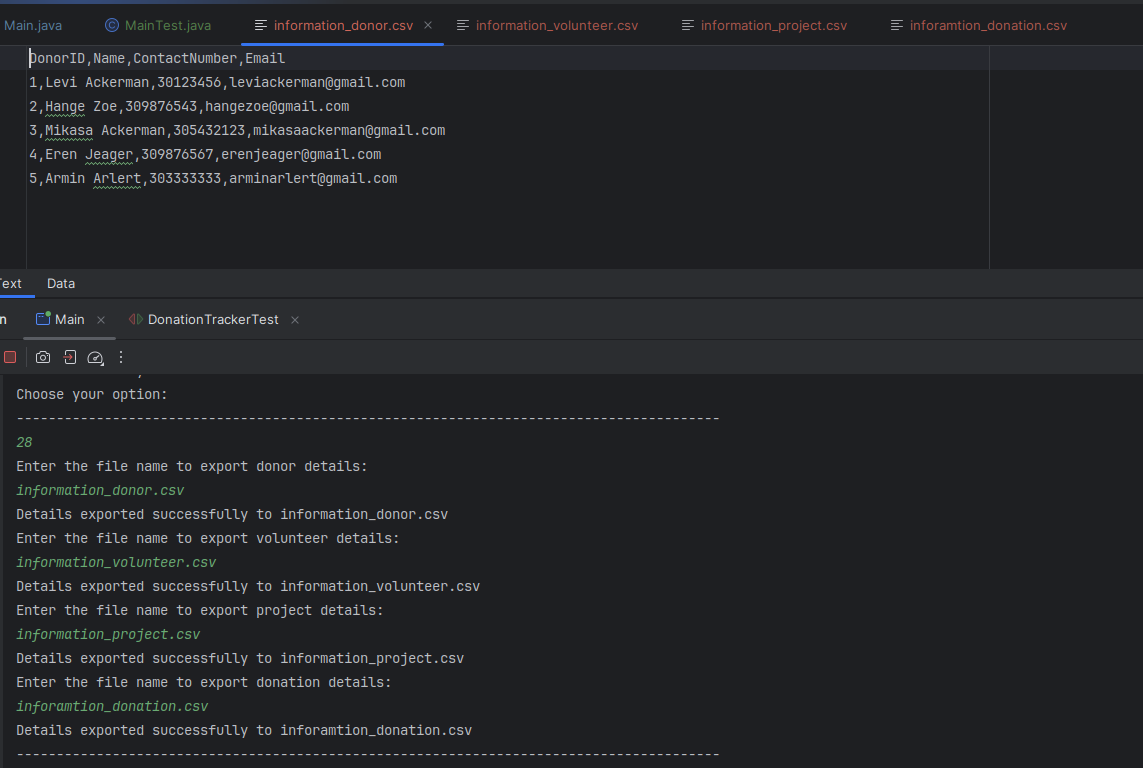 Main.java MainTest.java information_donor.csv information_volunteer.csv information_project.csv inforamtion_donation.csv
DonorID,Name,ContactNumber,Email
1,Levi Ackerman,30123456,leviackerman@gmail.com
2,Hange Zoe,309876543,hangezoe@gmail.com
3,Mikasa Ackerman,305432123,mikasaackerman@gmail.com
4,Eren Jeager,309876567,erenjeager@gmail.com
5,Armin Arlert,303333333,arminarlert@gmail.com
Text Data
n Main DonationTrackerTest
Choose your option:
----------------------------------------------------------------------------------------
28
Enter the file name to export donor details:
information_donor.csv
Details exported successfully to information_donor.csv
Enter the file name to export volunteer details:
information_volunteer.csv
Details exported successfully to information_volunteer.csv
Enter the file name to export project details:
information_project.csv
Details exported successfully to information_project.csv
Enter the file name to export donation details:
inforamtion_donation.csv
Details exported successfully to inforamtion_donation.csv
----------------------------------------------------------------------------------------